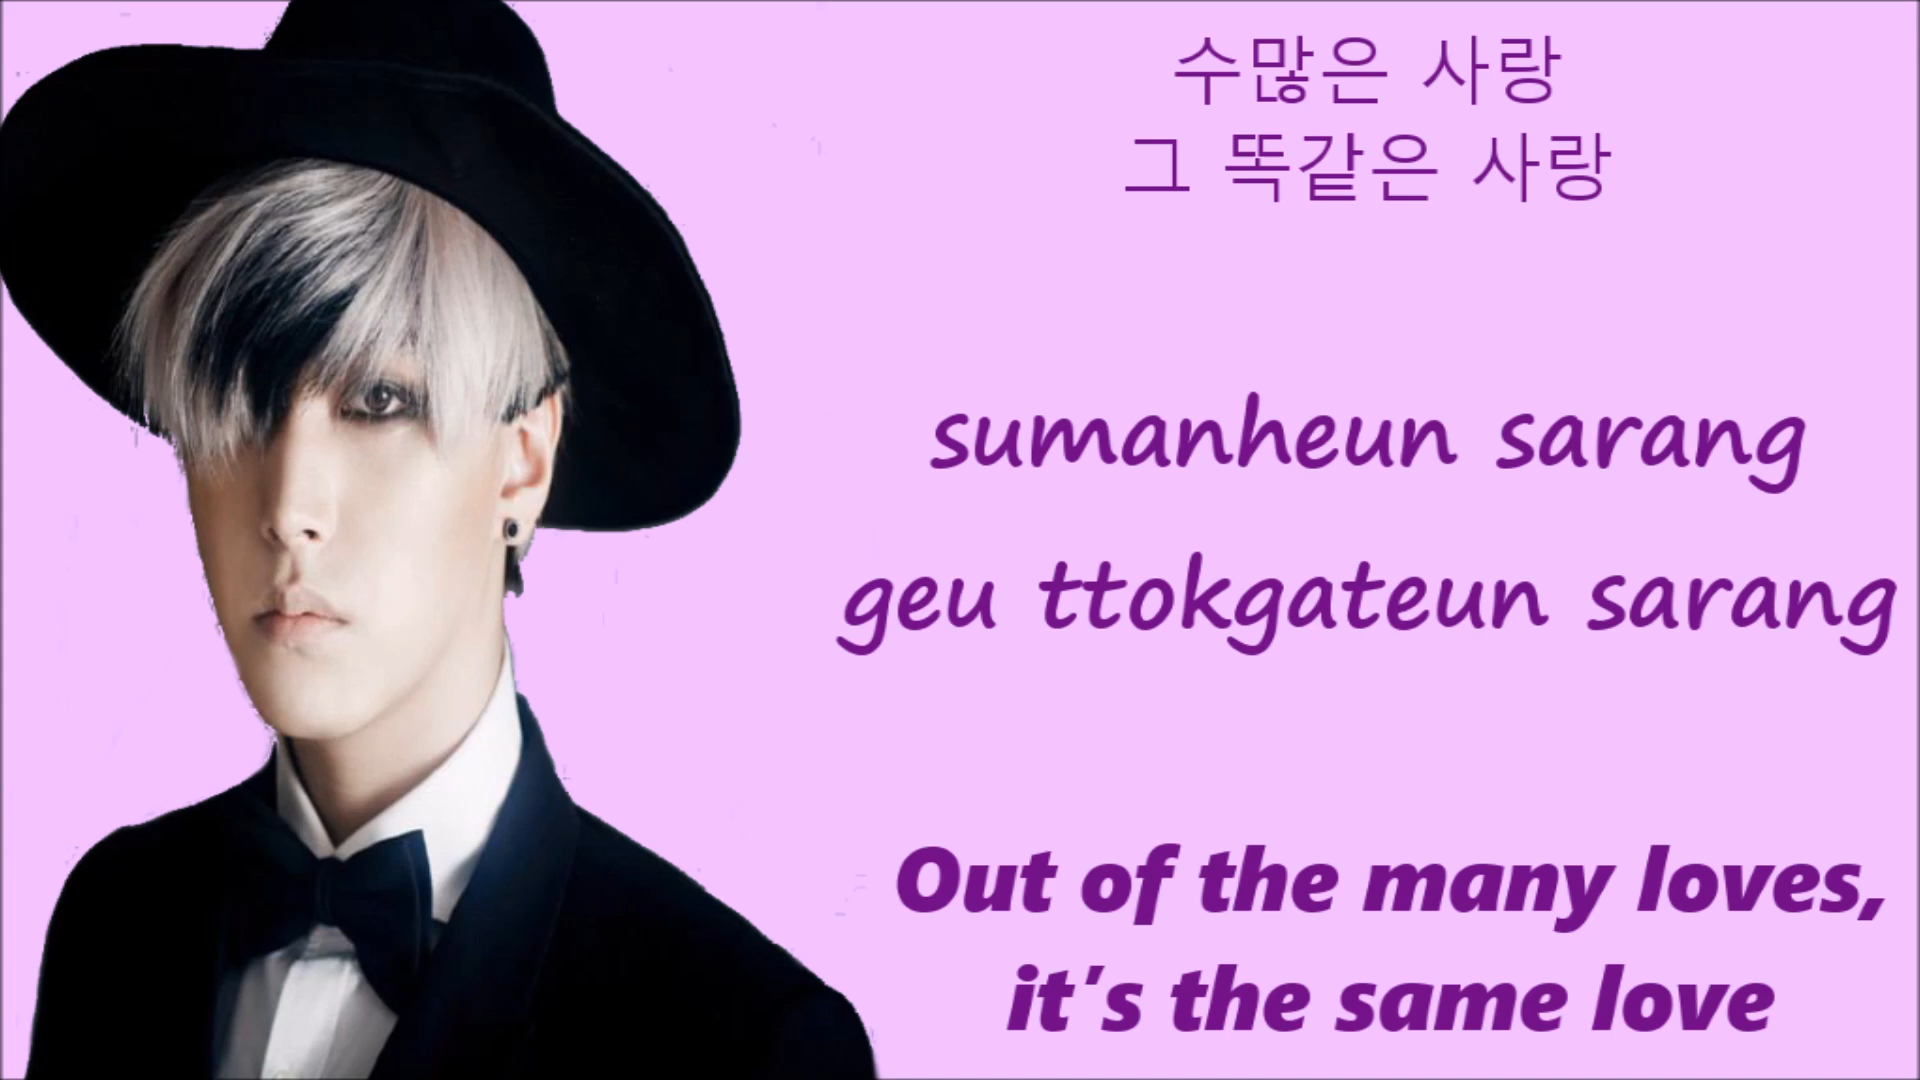 수많은 사랑
그 똑같은 사랑
sumanheun sarang
geu ttokgateun sarang
Out of the many loves,
it's the same love